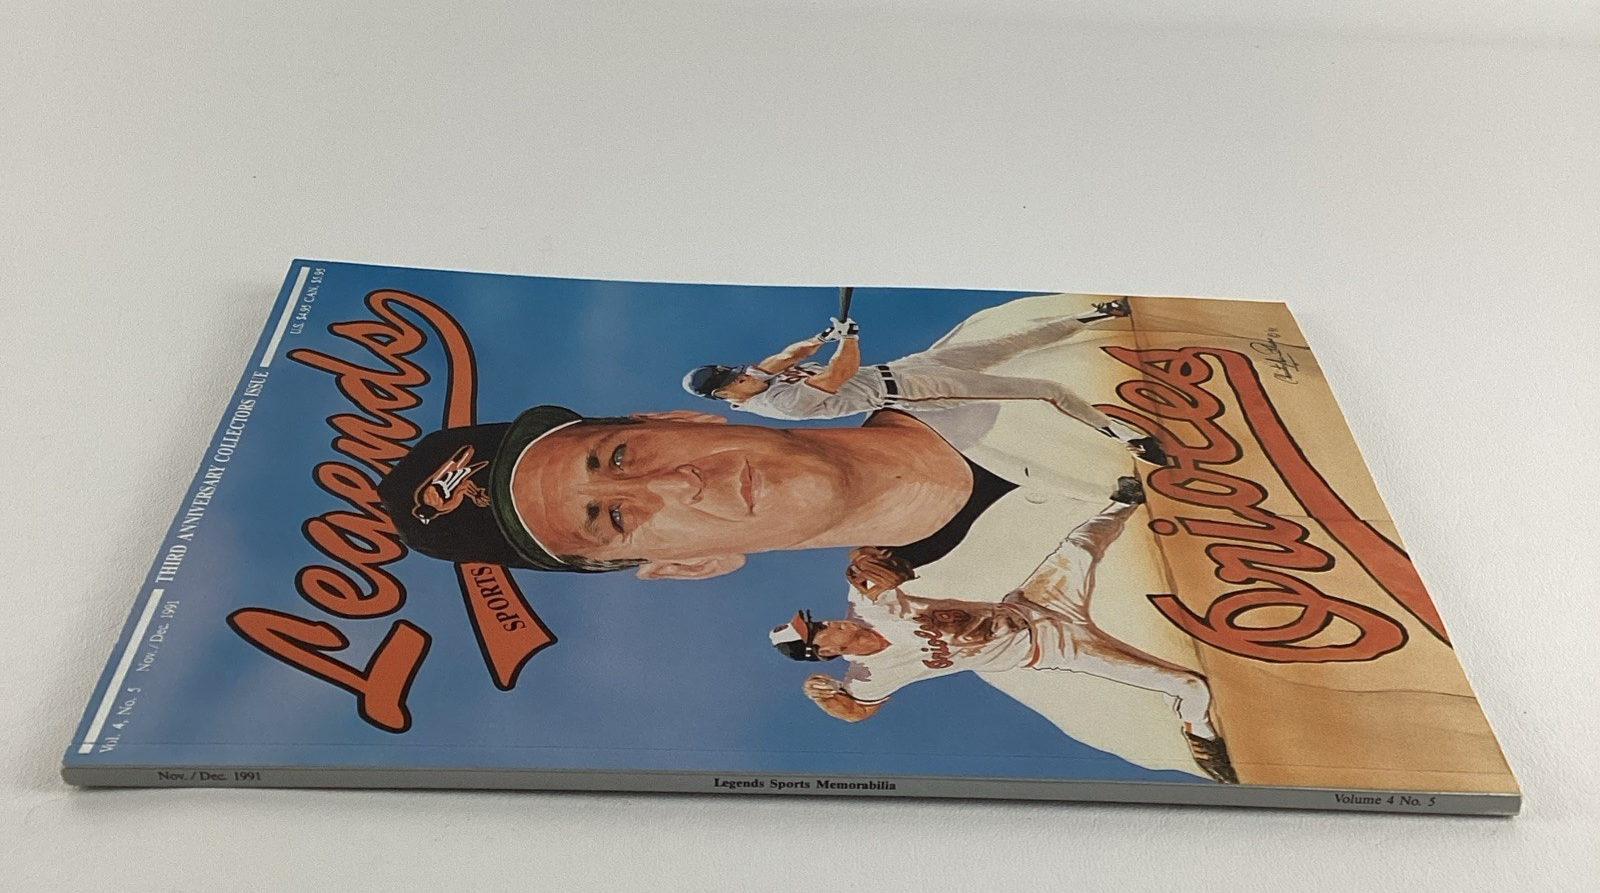 THIRD ANNIVERSARY COLLECTORS ISSUE
Vol. 4, No. 5 Nov./Dec. 1991
U.S. $4.95 CAN. $5.95
Legends
SPORTS
Orioles
Orioles
Nov./Dec. 1991
Legends Sports Memorabilia
Volume 4 No. 5